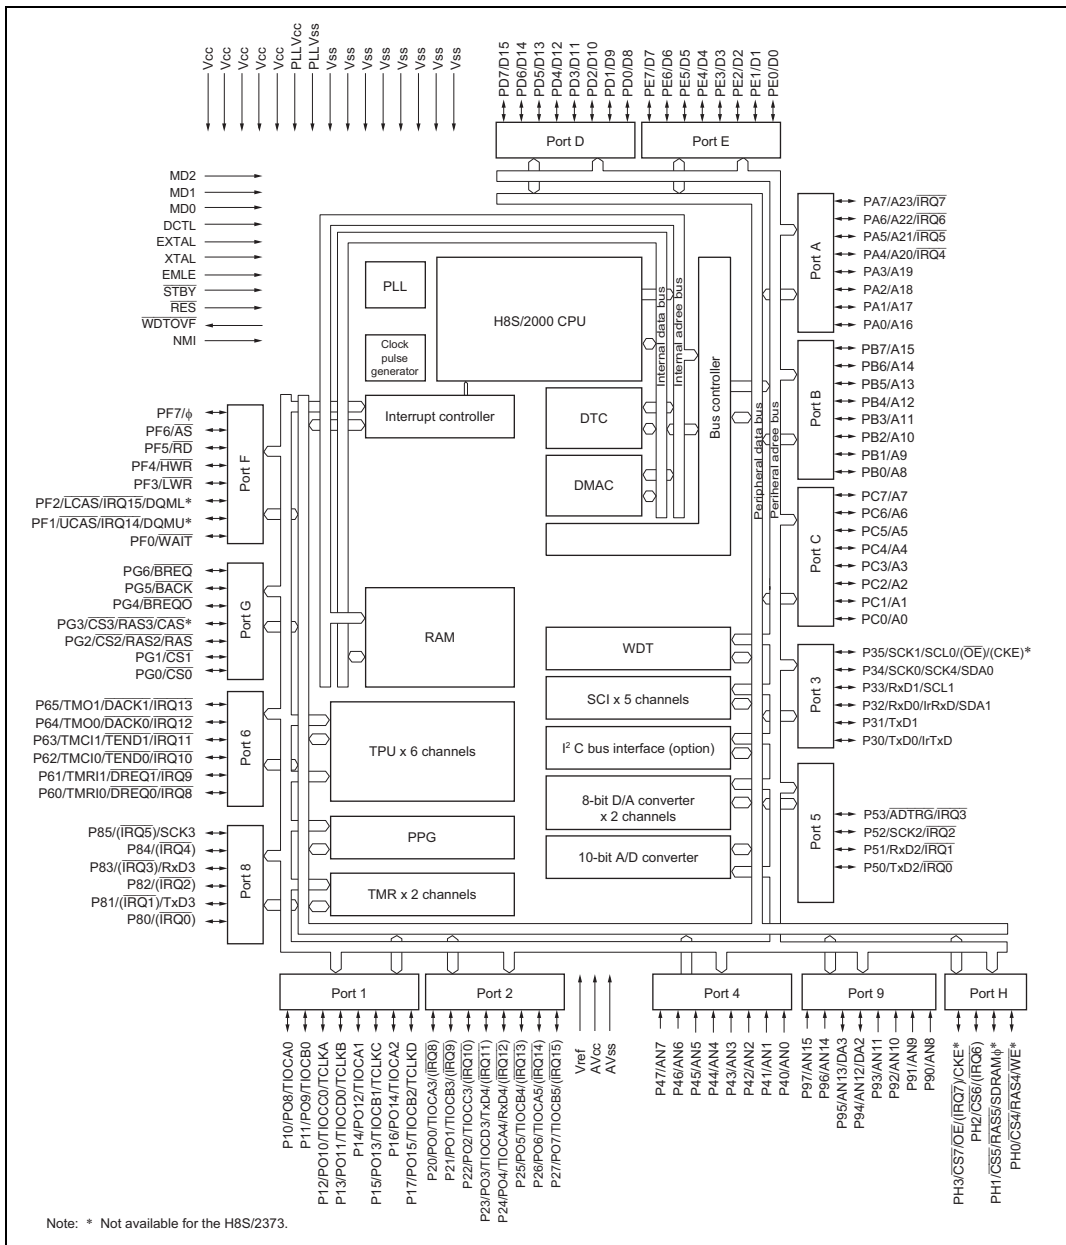 Vcc
Vcc
Vcc
Vcc
Vcc
PLLVcc
PLLVss
Vss
Vss
Vss
Vss
Vss
Vss
Vss
Vss
PD7/D15
PD6/D14
PD5/D13
PD4/D12
PD3/D11
PD2/D10
PD1/D9
PD0/D8
PE7/D7
PE6/D6
PE5/D5
PE4/D4
PE3/D3
PE2/D2
PE1/D1
PE0/D0
Port D
Port E
MD2
MD1
MD0
DCTL
EXTAL
XTAL
EMLE
STBY
RES
WDTOVF
NMI
PLL
Clock
pulse
generator
H8S/2000 CPU
Interrupt controller
DTC
DMAC
Internal data bus
Internal adree bus
Bus controller
Peripheral data bus
Periheral adree bus
Port A
PA7/A23/IRQ7
PA6/A22/IRQ6
PA5/A21/IRQ5
PA4/A20/IRQ4
PA3/A19
PA2/A18
PA1/A17
PA0/A16
Port B
PB7/A15
PB6/A14
PB5/A13
PB4/A12
PB3/A11
PB2/A10
PB1/A9
PB0/A8
Port C
PC7/A7
PC6/A6
PC5/A5
PC4/A4
PC3/A3
PC2/A2
PC1/A1
PC0/A0
PF7/ϕ
PF6/AS
PF5/RD
PF4/HWR
PF3/LWR
PF2/LCAS/IRQ15/DQML*
PF1/UCAS/IRQ14/DQMU*
PF0/WAIT
Port F
PG6/BREQ
PG5/BACK
PG4/BREQO
PG3/CS3/RAS3/CAS*
PG2/CS2/RAS2/RAS
PG1/CS1
PG0/CS0
Port G
P65/TMO1/DACK1/IRQ13
P64/TMO0/DACK0/IRQ12
P63/TMCI1/TEND1/IRQ11
P62/TMCI0/TEND0/IRQ10
P61/TMRI1/DREQ1/IRQ9
P60/TMRI0/DREQ0/IRQ8
Port 6
P85/(IRQ5)/SCK3
P84/(IRQ4)
P83/(IRQ3)/RxD3
P82/(IRQ2)
P81/(IRQ1)/TxD3
P80/(IRQ0)
Port 8
RAM
TPU x 6 channels
PPG
TMR x 2 channels
WDT
SCI x 5 channels
I² C bus interface (option)
8-bit D/A converter
x 2 channels
10-bit A/D converter
Port 3
P35/SCK1/SCL0/(OE)/(CKE)*
P34/SCK0/SCK4/SDA0
P33/RxD1/SCL1
P32/RxD0/IrRxD/SDA1
P31/TxD1
P30/TxD0/IrTxD
Port 5
P53/ADTRG/IRQ3
P52/SCK2/IRQ2
P51/RxD2/IRQ1
P50/TxD2/IRQ0
Port 1
Port 2
Port 4
Port 9
Port H
P10/PO8/TIOCA0
P11/PO9/TIOCB0
P12/PO10/TIOCC0/TCLKA
P13/PO11/TIOCD0/TCLKB
P14/PO12/TIOCA1
P15/PO13/TIOCB1/TCLKC
P16/PO14/TIOCA2
P17/PO15/TIOCB2/TCLKD
P20/PO0/TIOCA3/(IRQ8)
P21/PO1/TIOCB3/(IRQ9)
P22/PO2/TIOCC3/(IRQ10)
P23/PO3/TIOCD3/TxD4/(IRQ11)
P24/PO4/TIOCA4/RxD4/(IRQ12)
P25/PO5/TIOCB4/(IRQ13)
P26/PO6/TIOCA5/(IRQ14)
P27/PO7/TIOCB5/(IRQ15)
Vref
AVcc
AVss
P47/AN7
P46/AN6
P45/AN5
P44/AN4
P43/AN3
P42/AN2
P41/AN1
P40/AN0
P97/AN15
P96/AN14
P95/AN13/DA3
P94/AN12/DA2
P93/AN11
P92/AN10
P91/AN9
P90/AN8
PH3/CS7/OE/(IRQ7)/CKE*
PH2/CS6/(IRQ6)
PH1/CS5/RAS5/SDRAMϕ*
PH0/CS4/RAS4/WE*
Note: * Not available for the H8S/2373.